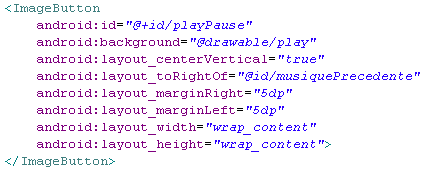 <ImageButton
android:id="@+id/playPause"
android:background="@drawable/play"
android:layout_centerVertical="true"
android:layout_toRightOf="@id/musiquePrecedente"
android:layout_marginRight="5dp"
android:layout_marginLeft="5dp"
android:layout_width="wrap_content"
android:layout_height="wrap_content">
</ImageButton>